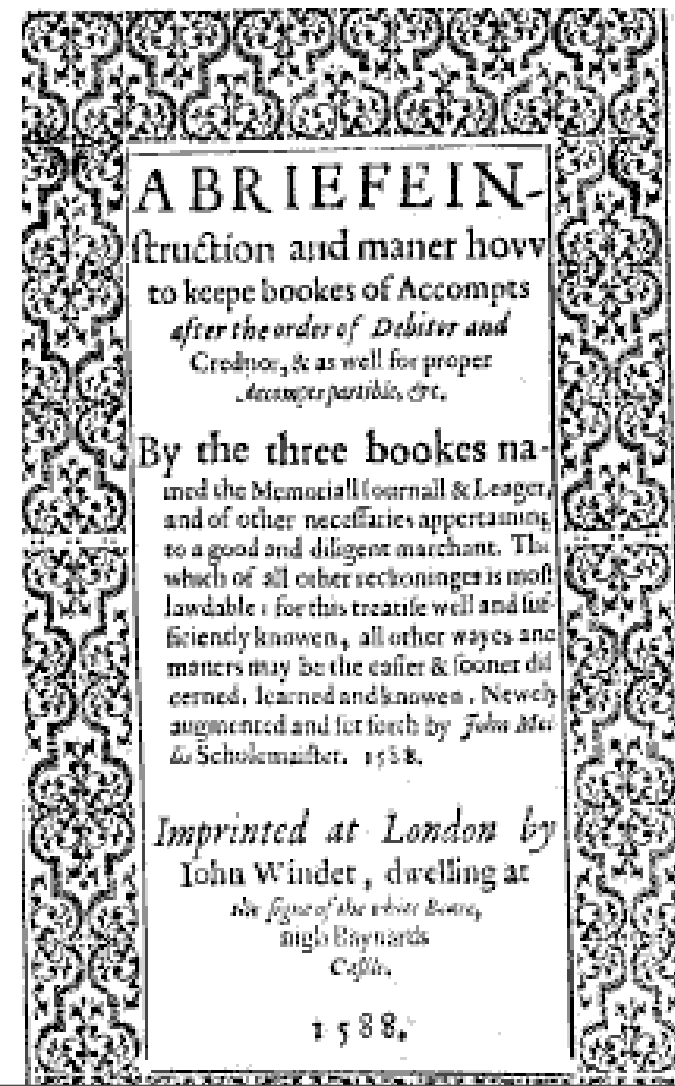 A BRIEFE IN-
ſtruction and maner hovv
to keepe bookes of Accompts
after the order of Debitor and
Creditor, & as well for proper
Accompts partible, &c.
By the three bookes na-
med the Memoriall Iournall & Leager,
and of other neceſſaries appertaining
to a good and diligent marchant. The
which of all other reckoninges is moſt
lawdable : for this treatiſe well and ſuf-
ficiently knowen, all other wayes and
maners may be the eaſier & ſooner diſ
cerned, learned and knowen. Newely
augmented and ſet forth by John Mel-
lis Scholemaiſter. 1588.
Imprinted at London by
Iohn Windet, dwelling at
the ſigne of the white Beare,
nigh Baynards
Caſtle.
1588.